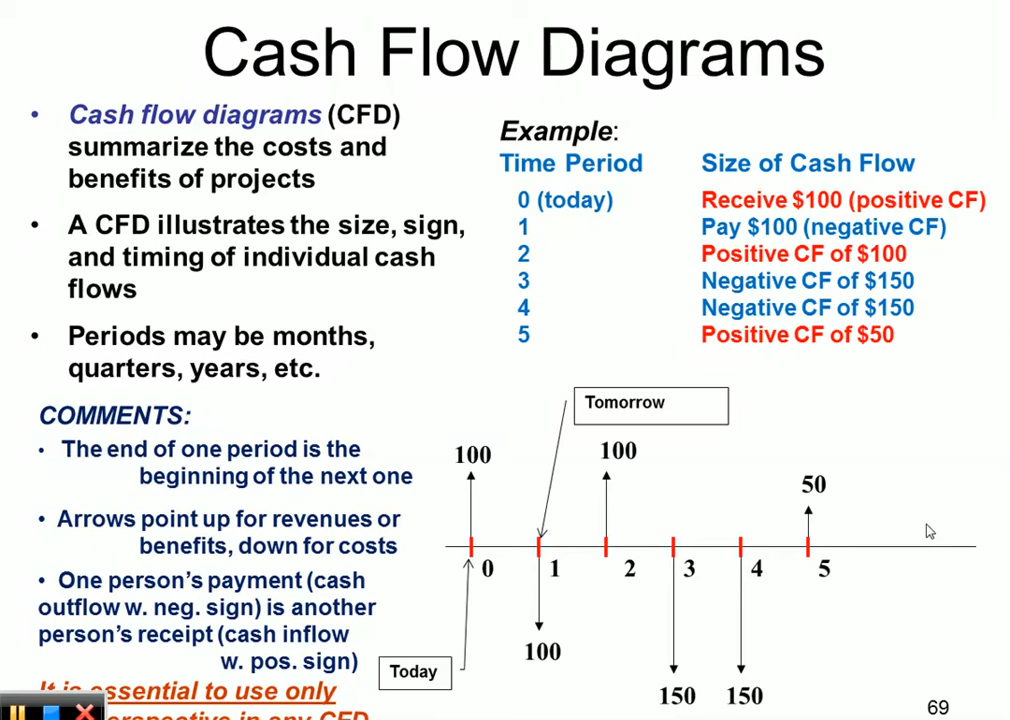 Cash Flow Diagrams
• Cash flow diagrams (CFD)
summarize the costs and
benefits of projects
• A CFD illustrates the size, sign,
and timing of individual cash
flows
• Periods may be months,
quarters, years, etc.
COMMENTS:
• The end of one period is the
beginning of the next one
• Arrows point up for revenues or
benefits, down for costs
• One person's payment (cash
outflow w. neg. sign) is another
person's receipt (cash inflow
w. pos. sign)
It is essential to use only
perspective in any CFD
Example:
Time Period Size of Cash Flow
0 (today) Receive $100 (positive CF)
1 Pay $100 (negative CF)
2 Positive CF of $100
3 Negative CF of $150
4 Negative CF of $150
5 Positive CF of $50
Tomorrow
100 100
50
0 1 2 3 4 5
100
Today
150 150
69